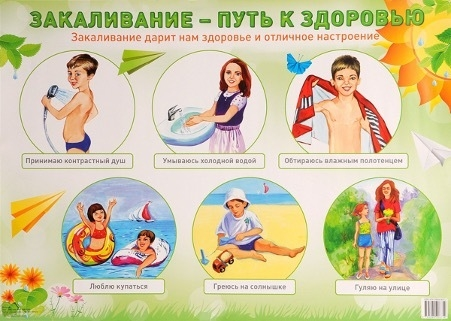 ЗАКАЛИВАНИЕ – ПУТЬ К ЗДОРОВЬЮ
Закаливание дарит нам здоровье и отличное настроение
Принимаю контрастный душ
Умываюсь холодной водой
Обтираюсь влажным полотенцем
Люблю купаться
Греюсь на солнышке
Гуляю на улице